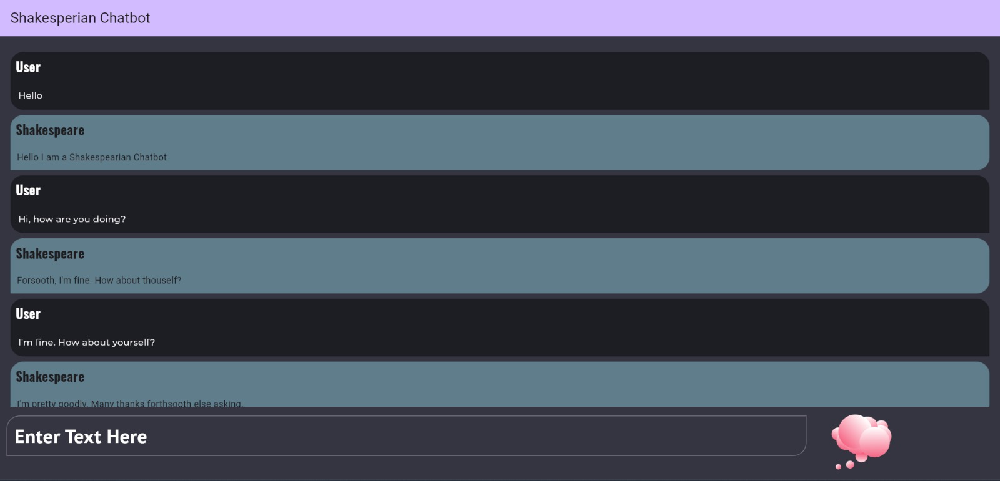 Shakesperian Chatbot
User
Hello
Shakespeare
Hello I am a Shakespearian Chatbot
User
Hi, how are you doing?
Shakespeare
Forsooth, I'm fine. How about thouself?
User
I'm fine. How about yourself?
Shakespeare
I'm pretty goodly. Many thanks forthsooth else asking.
Enter Text Here